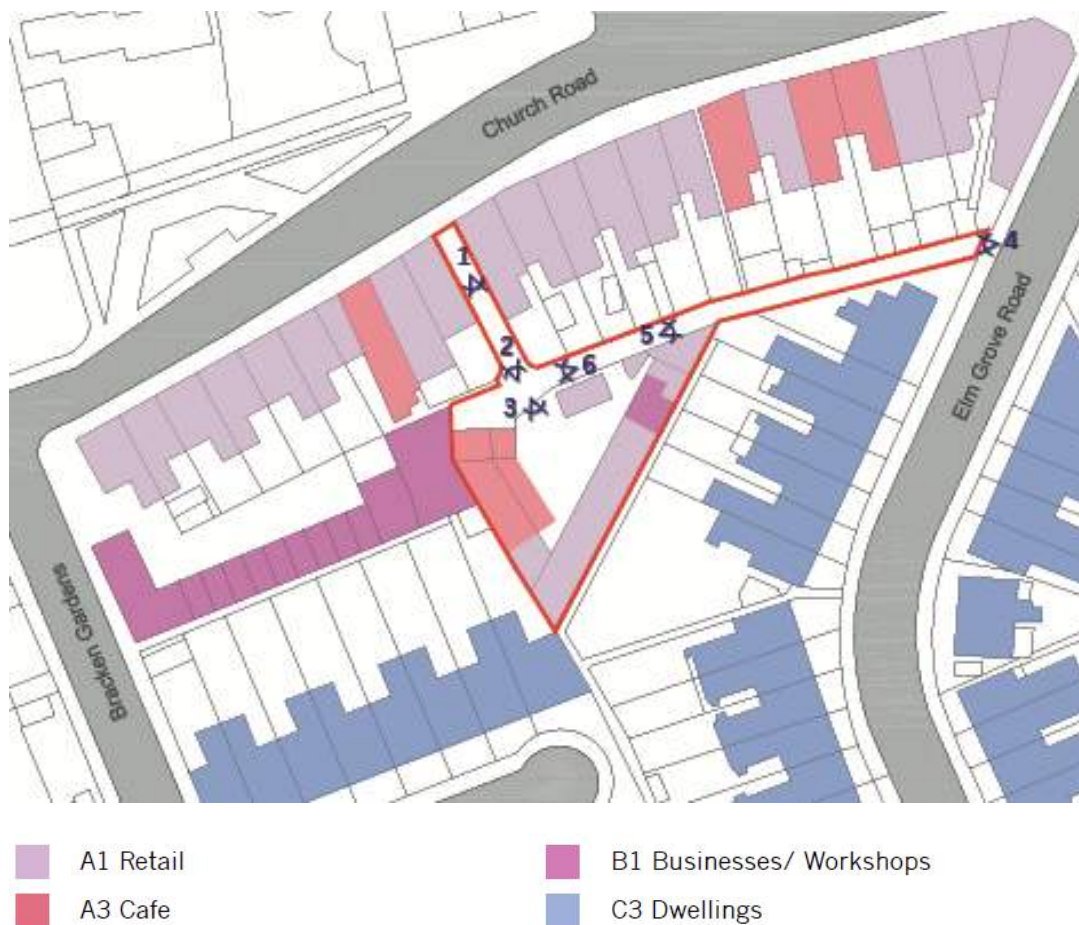 Church Road
1
4
2
5
6
3
Elm Grove Road
Bracken Gardens
A1 Retail
B1 Businesses/ Workshops
A3 Cafe
C3 Dwellings